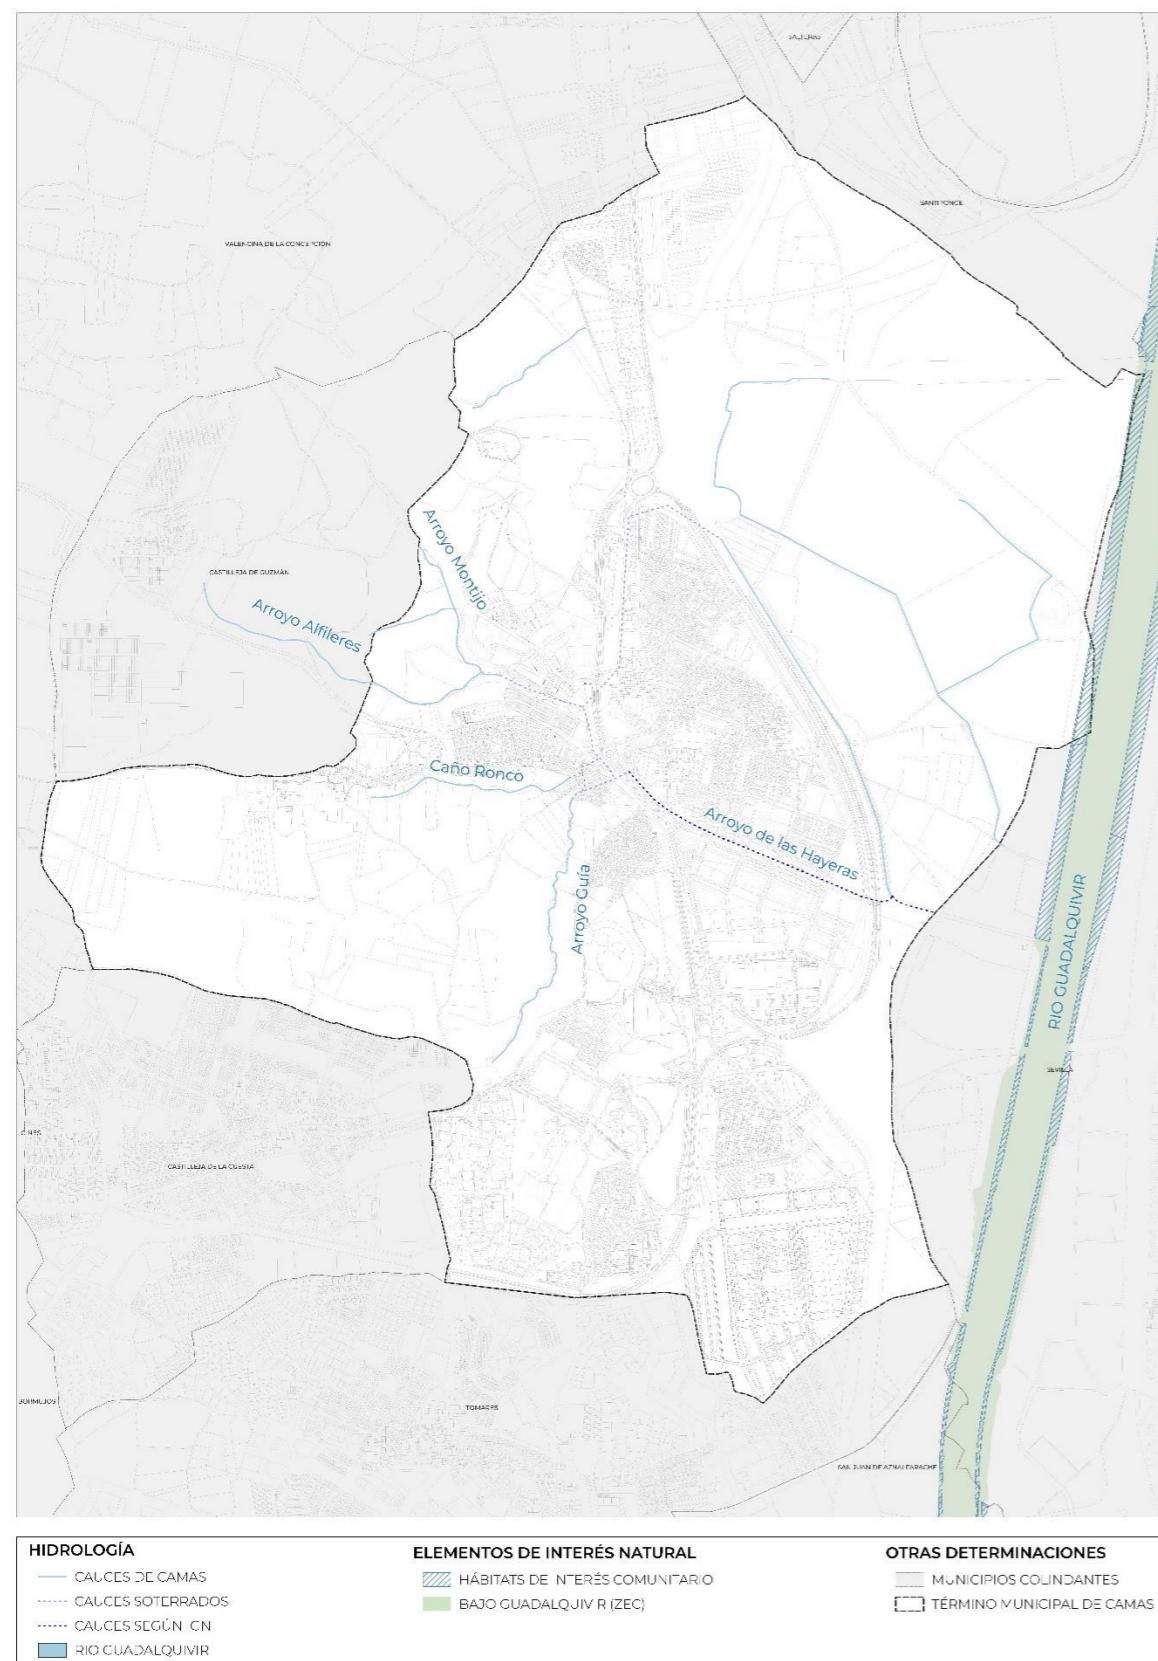 SALTERAS
SANTIPONCE
VALENCINA DE LA CONCEPCIÓN
CASTILLEJA DE GUZMÁN
Arroyo Montijo
Arroyo Alfileres
Caño Ronco
Arroyo de las Hayeras
Arroyo Guía
RIO GUADALQUIVIR
SEVILLA
GINES
CASTILLEJA DE LA CUESTA
BORMUJOS
TOMARES
SAN JUAN DE AZNALFARACHE
HIDROLOGÍA
CAUCES DE CAMAS
CAUCES SOTERRADOS
CAUCES SEGÚN IGN
RIO GUADALQUIVIR
ELEMENTOS DE INTERÉS NATURAL
HÁBITATS DE INTERÉS COMUNITARIO
BAJO GUADALQUIVIR (ZEC)
OTRAS DETERMINACIONES
MUNICIPIOS COLINDANTES
TÉRMINO MUNICIPAL DE CAMAS